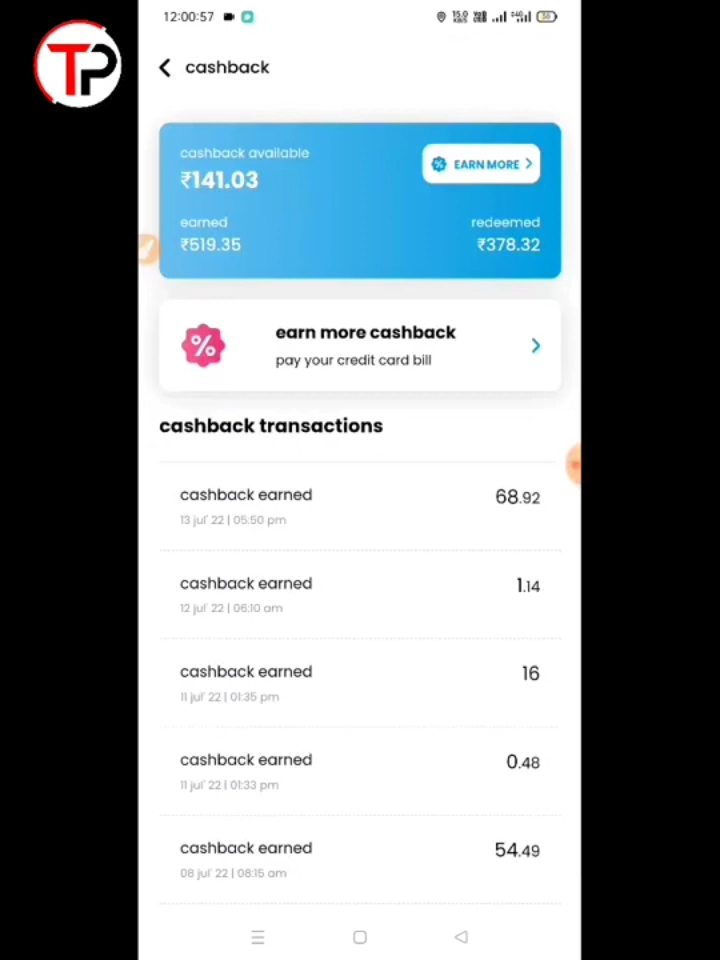 TP
12:00:57
cashback
cashback available
₹141.03
EARN MORE
earned
redeemed
₹519.35
₹378.32
%
earn more cashback
pay your credit card bill
cashback transactions
cashback earned
68.92
13 jul' 22 | 05:50 pm
cashback earned
1.14
12 jul' 22 | 06:10 am
cashback earned
16
11 jul' 22 | 01:35 pm
cashback earned
0.48
11 jul' 22 | 01:33 pm
cashback earned
54.49
08 jul' 22 | 08:15 am